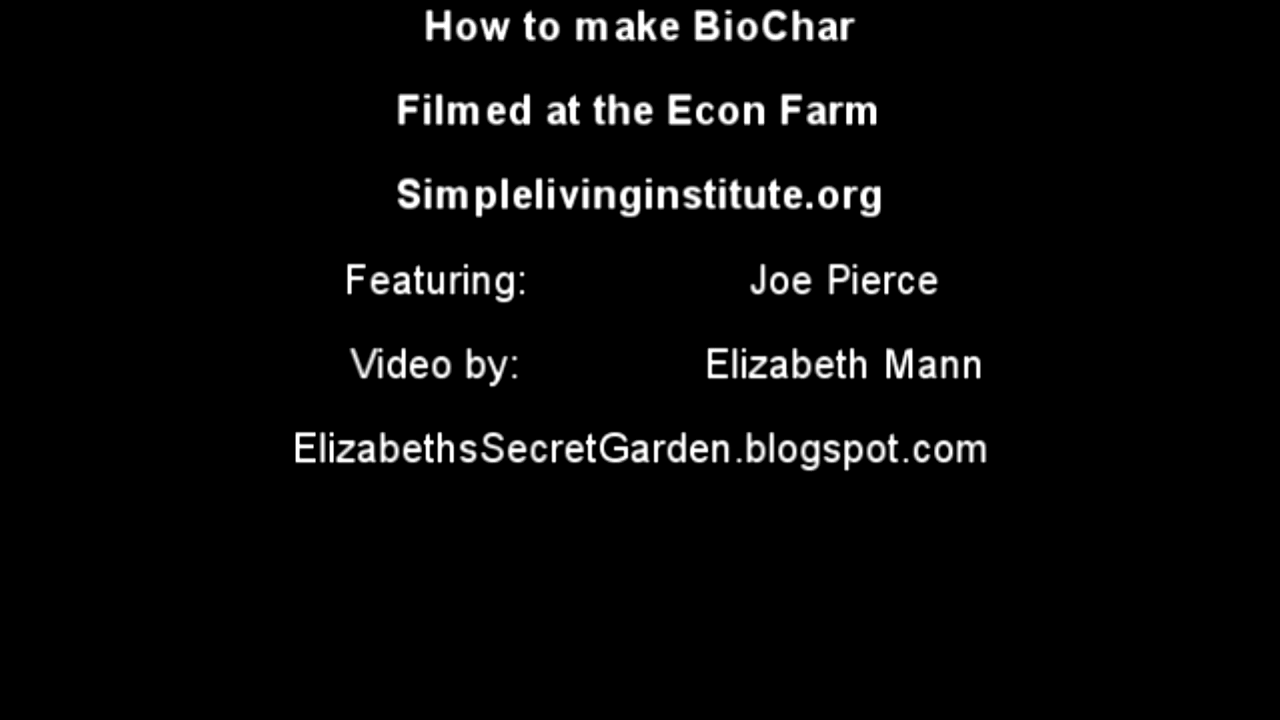 How to make BioChar
Filmed at the Econ Farm
Simplelivinginstitute.org
Featuring: Joe Pierce
Video by: Elizabeth Mann
ElizabethsSecretGarden.blogspot.com